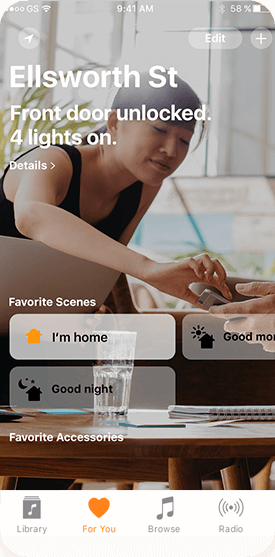 GS 9:41 AM 58 %
Edit
Ellsworth St
Front door unlocked.
4 lights on.
Details >
Favorite Scenes
I'm home
Good mor
Good night
Favorite Accessories
Library For You Browse Radio